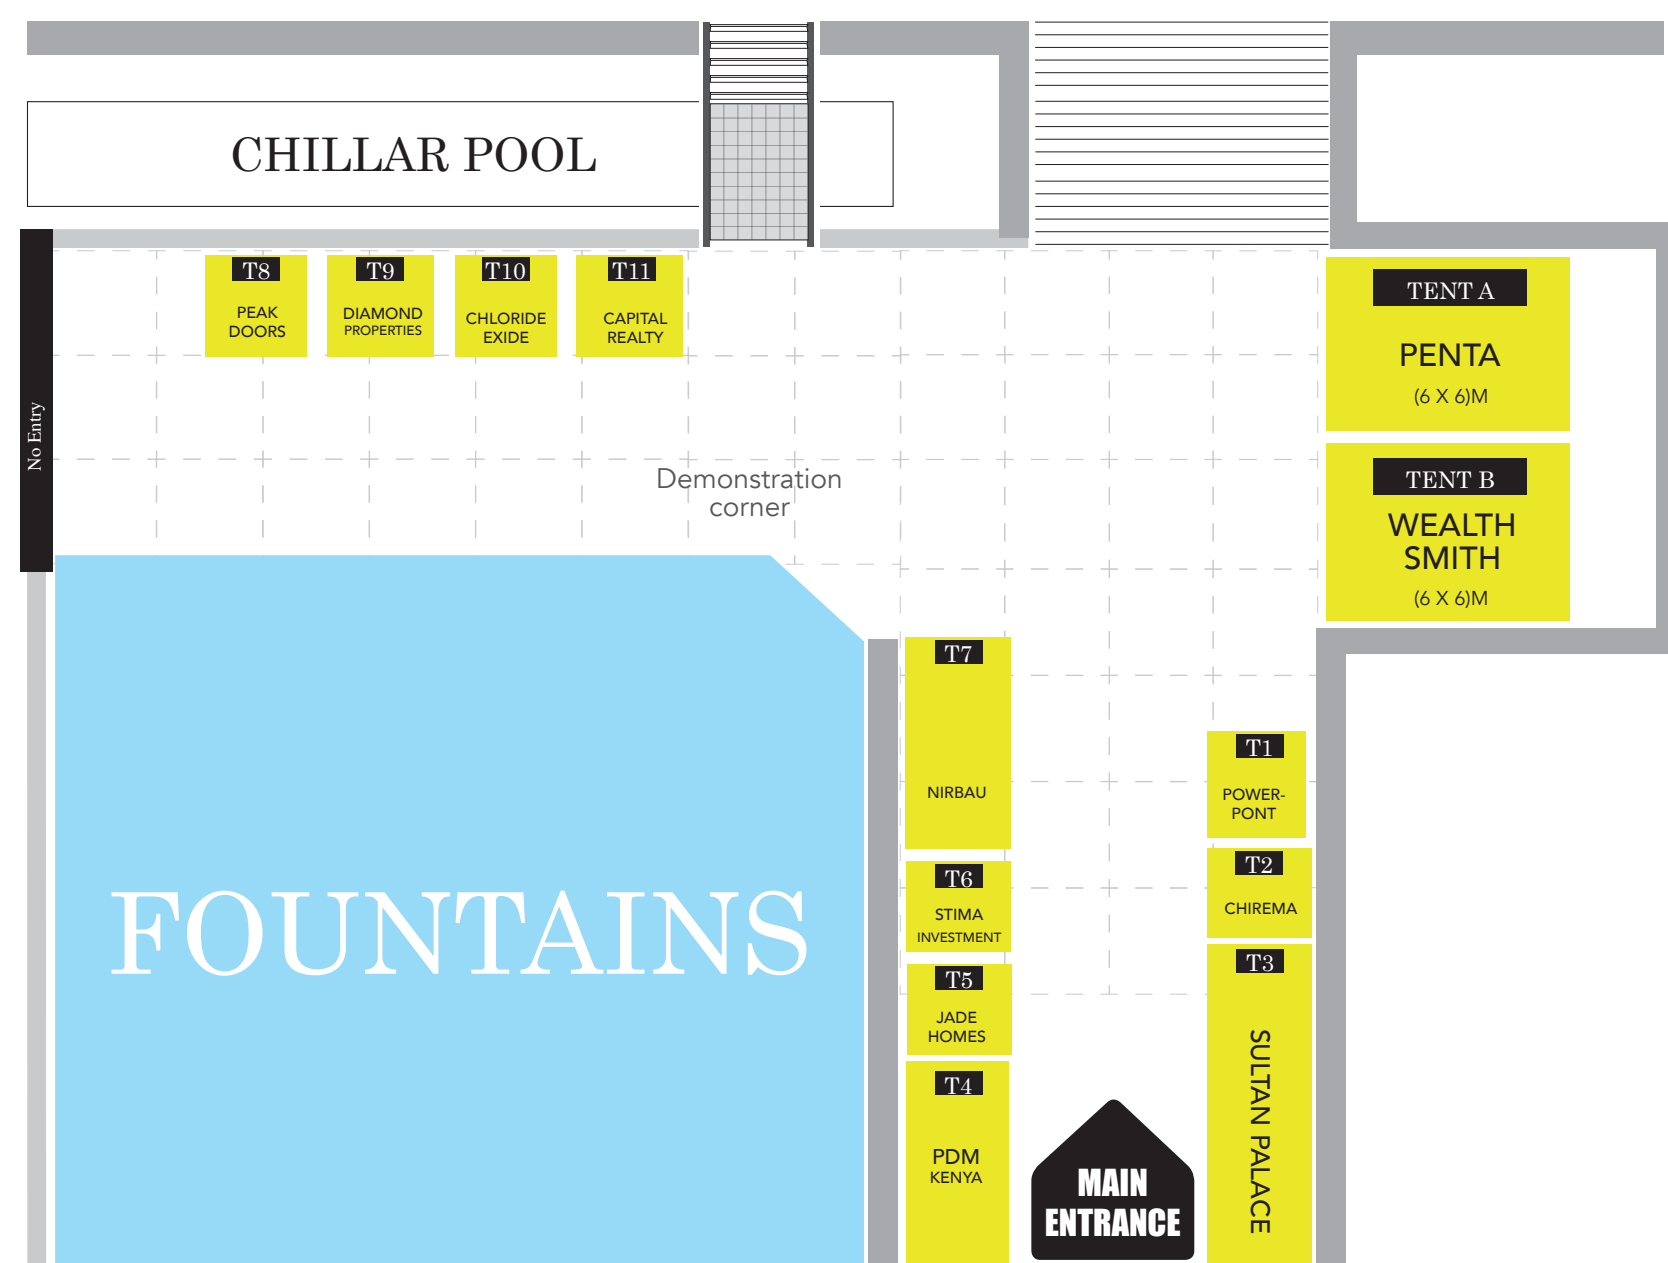 CHILLAR POOL
No Entry
T8
PEAK
DOORS
T9
DIAMOND
PROPERTIES
T10
CHLORIDE
EXIDE
T11
CAPITAL
REALTY
TENT A
PENTA
(6 X 6)M
TENT B
WEALTH
SMITH
(6 X 6)M
Demonstration
corner
FOUNTAINS
T7
NIRBAU
T6
STIMA
INVESTMENT
T5
JADE
HOMES
T4
PDM
KENYA
T1
POWER-
PONT
T2
CHIREMA
T3
SULTAN PALACE
MAIN
ENTRANCE